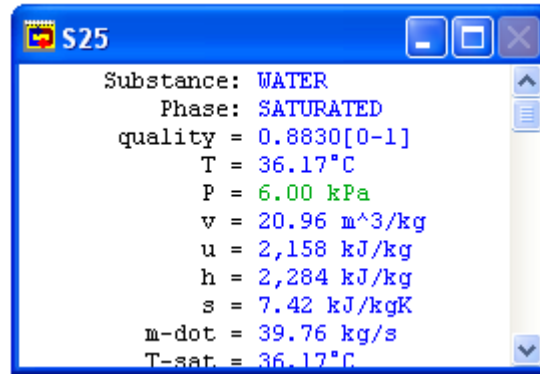 S25
Substance: WATER
Phase: SATURATED
quality = 0.8830[0-1]
T = 36.17°C
P = 6.00 kPa
v = 20.96 m^3/kg
u = 2,158 kJ/kg
h = 2,284 kJ/kg
s = 7.42 kJ/kgK
m-dot = 39.76 kg/s
T-sat = 36.17°C